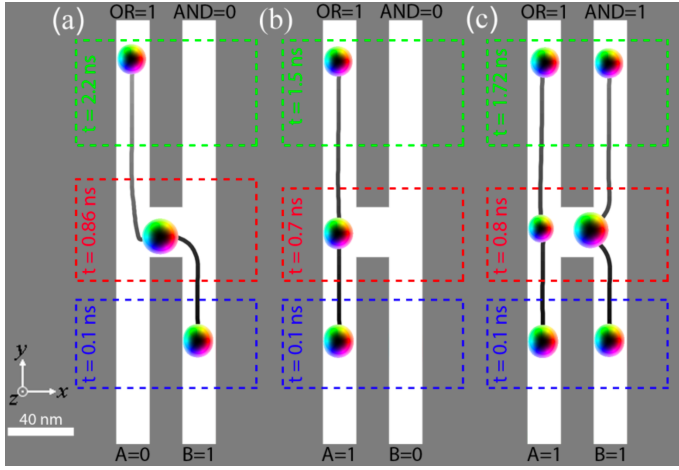 (a)
OR=1
AND=0
t = 2.2 ns
t = 0.86 ns
t = 0.1 ns
A=0
B=1
(b)
OR=1
AND=0
t = 1.5 ns
t = 0.7 ns
t = 0.1 ns
A=1
B=0
(c)
OR=1
AND=1
t = 1.72 ns
t = 0.8 ns
t = 0.1 ns
A=1
B=1
y
z
x
40 nm